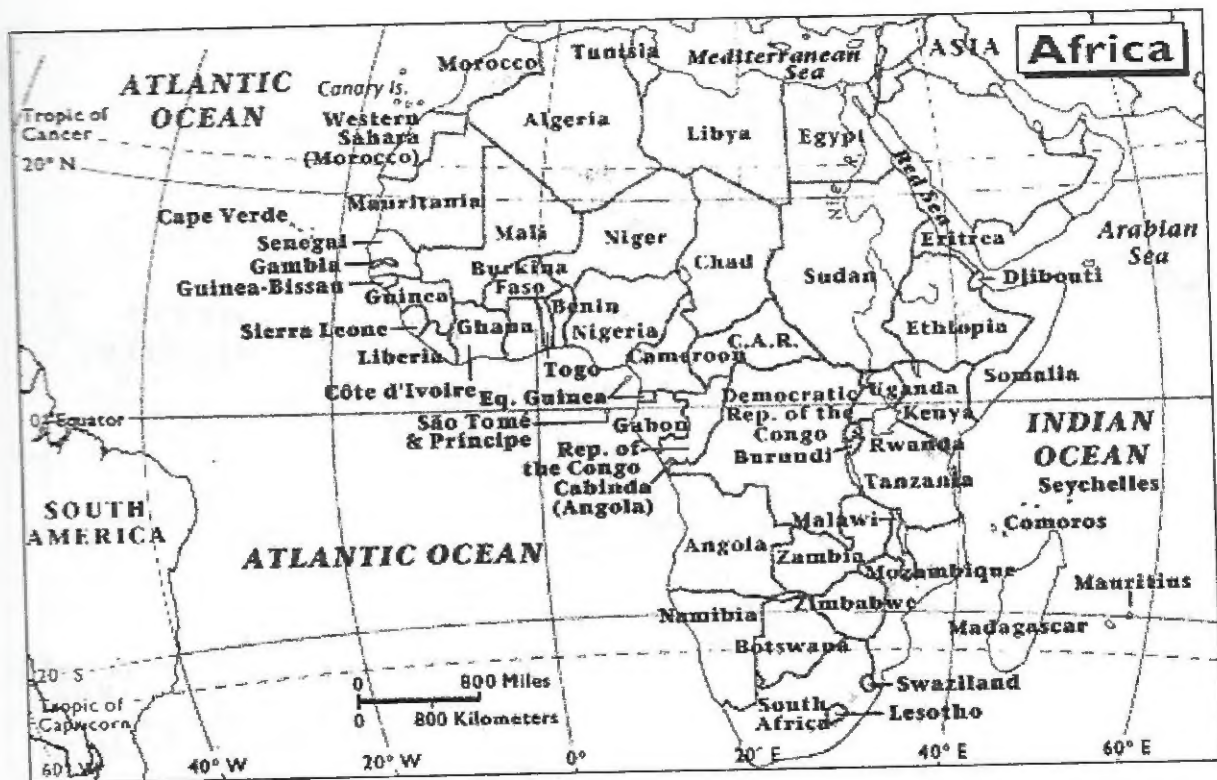 Africa
ASIA
Mediterranean
Sea
Tunisia
Morocco
ATLANTIC
OCEAN
Canary Is.
Tropic of
Cancer
Western
Sahara
(Morocco)
Algeria
Libya
Egypt
20° N
Nile R.
Red Sea
Mauritania
Cape Verde
Mali
Niger
Chad
Sudan
Eritrea
Arabian
Sea
Senegal
Gambia
Guinea-Bissau
Burkina
Faso
Djibouti
Guinea
Benin
Sierra Leone
Ghana
Nigeria
Ethiopia
Liberia
Togo
Cameroon
C.A.R.
Somalia
Côte d'Ivoire
Eq. Guinea
Democratic
Rep. of the
Congo
Uganda
Kenya
0° Equator
São Tomé
& Príncipe
Gabon
Rwanda
Burundi
INDIAN
OCEAN
Rep. of
the Congo
Cabinda
(Angola)
Tanzania
Seychelles
SOUTH
AMERICA
Malawi
Comoros
ATLANTIC OCEAN
Angola
Zambia
Mozambique
Mauritius
Namibia
Zimbabwe
Madagascar
Botswana
20° S
0 800 Miles
0 800 Kilometers
Swaziland
South
Africa
Lesotho
Tropic of
Capricorn
60° W
40° W
20° W
0°
20° E
40° E
60° E